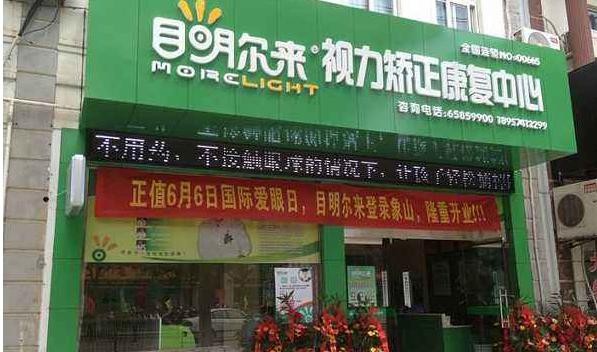 目明尔来® 视力矫正康复中心
MORELIGHT
全国连锁NO:00665
咨询电话:65859900 18957412299
不用药、不接触眼球的情况下，让孩子轻松摘掉
正值6月6日国际爱眼日，目明尔来登录象山，隆重开业!!!